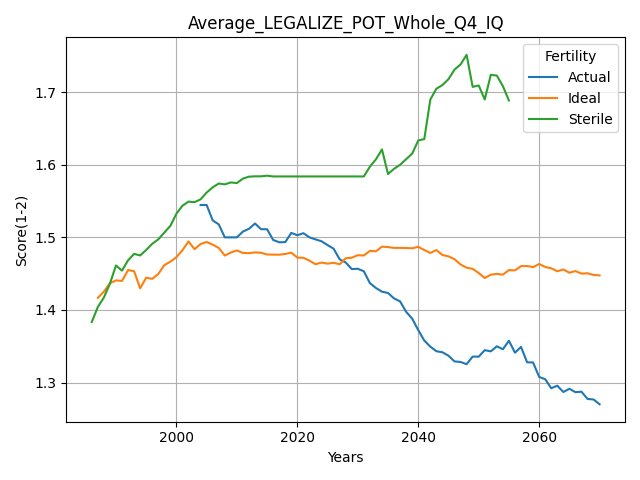 Average_LEGALIZE_POT_Whole_Q4_IQ
Fertility
Actual
Ideal
Sterile
Score(1-2)
1.7
1.6
1.5
1.4
1.3
2000 2020 2040 2060
Years